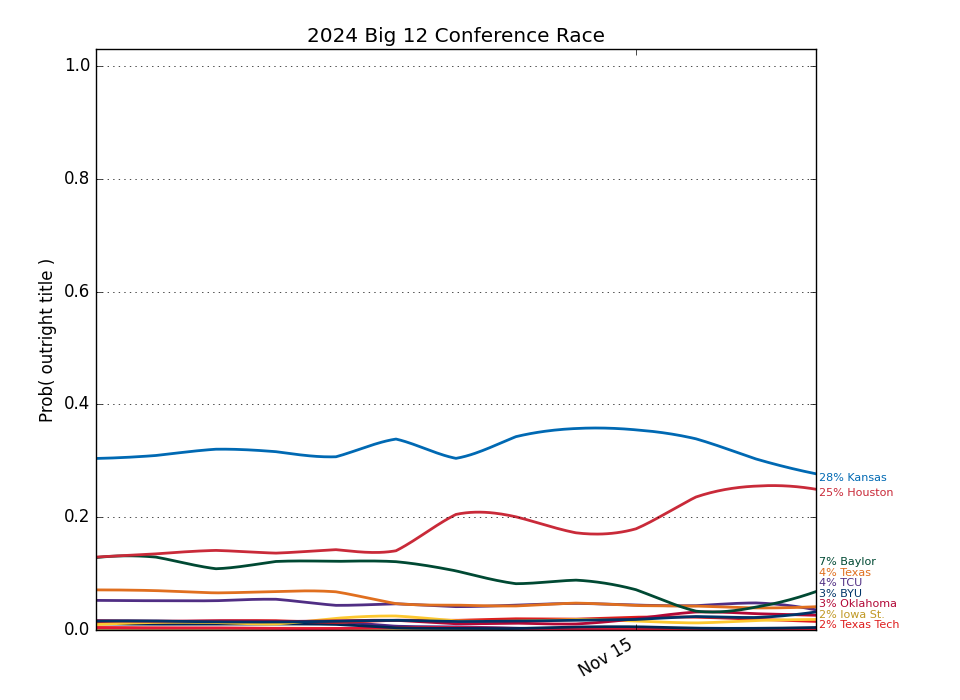 2024 Big 12 Conference Race
1.0
0.8
0.6
0.4
0.2
0.0
Prob( outright title )
28% Kansas
25% Houston
7% Baylor
4% Texas
4% TCU
3% BYU
3% Oklahoma
2% Iowa St.
2% Texas Tech
Nov 15